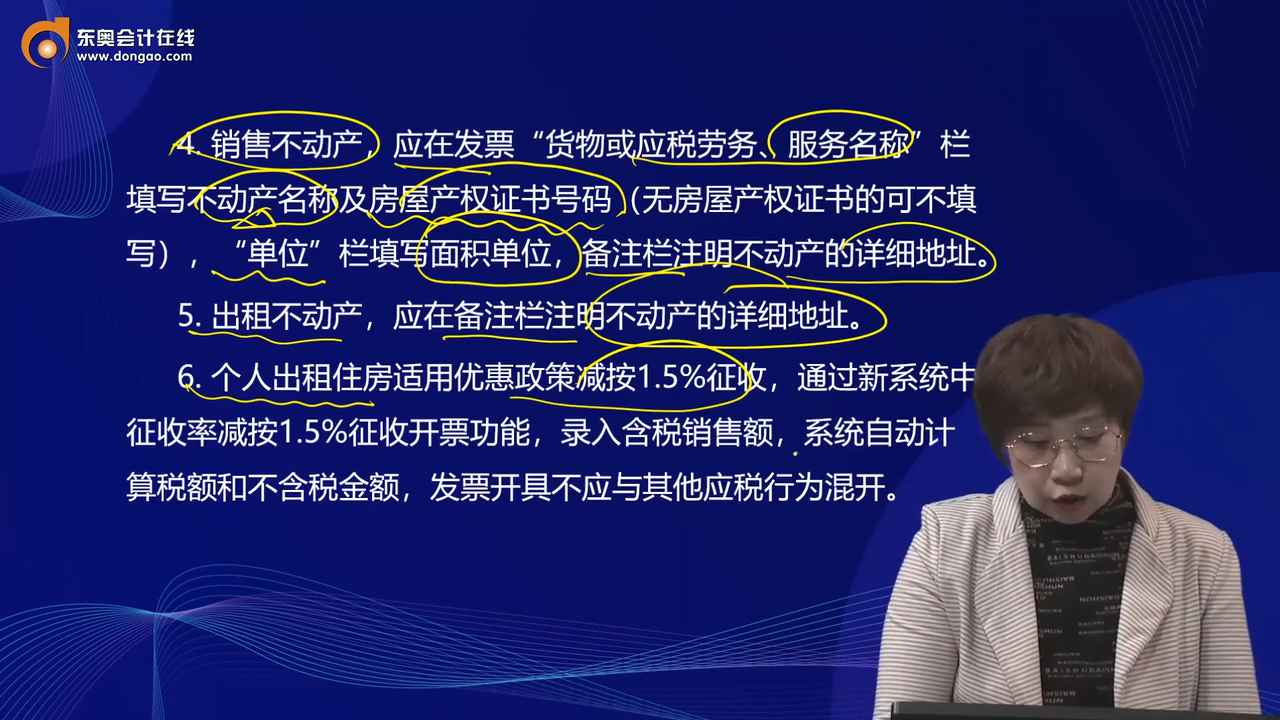 东奥会计在线
www.dongao.com
4. 销售不动产，应在发票“货物或应税劳务、服务名称”栏
填写不动产名称及房屋产权证书号码（无房屋产权证书的可不填
写），“单位”栏填写面积单位，备注栏注明不动产的详细地址。
5. 出租不动产，应在备注栏注明不动产的详细地址。
6. 个人出租住房适用优惠政策减按1.5%征收，通过新系统中
征收率减按1.5%征收开票功能，录入含税销售额，系统自动计
算税额和不含税金额，发票开具不应与其他应税行为混开。